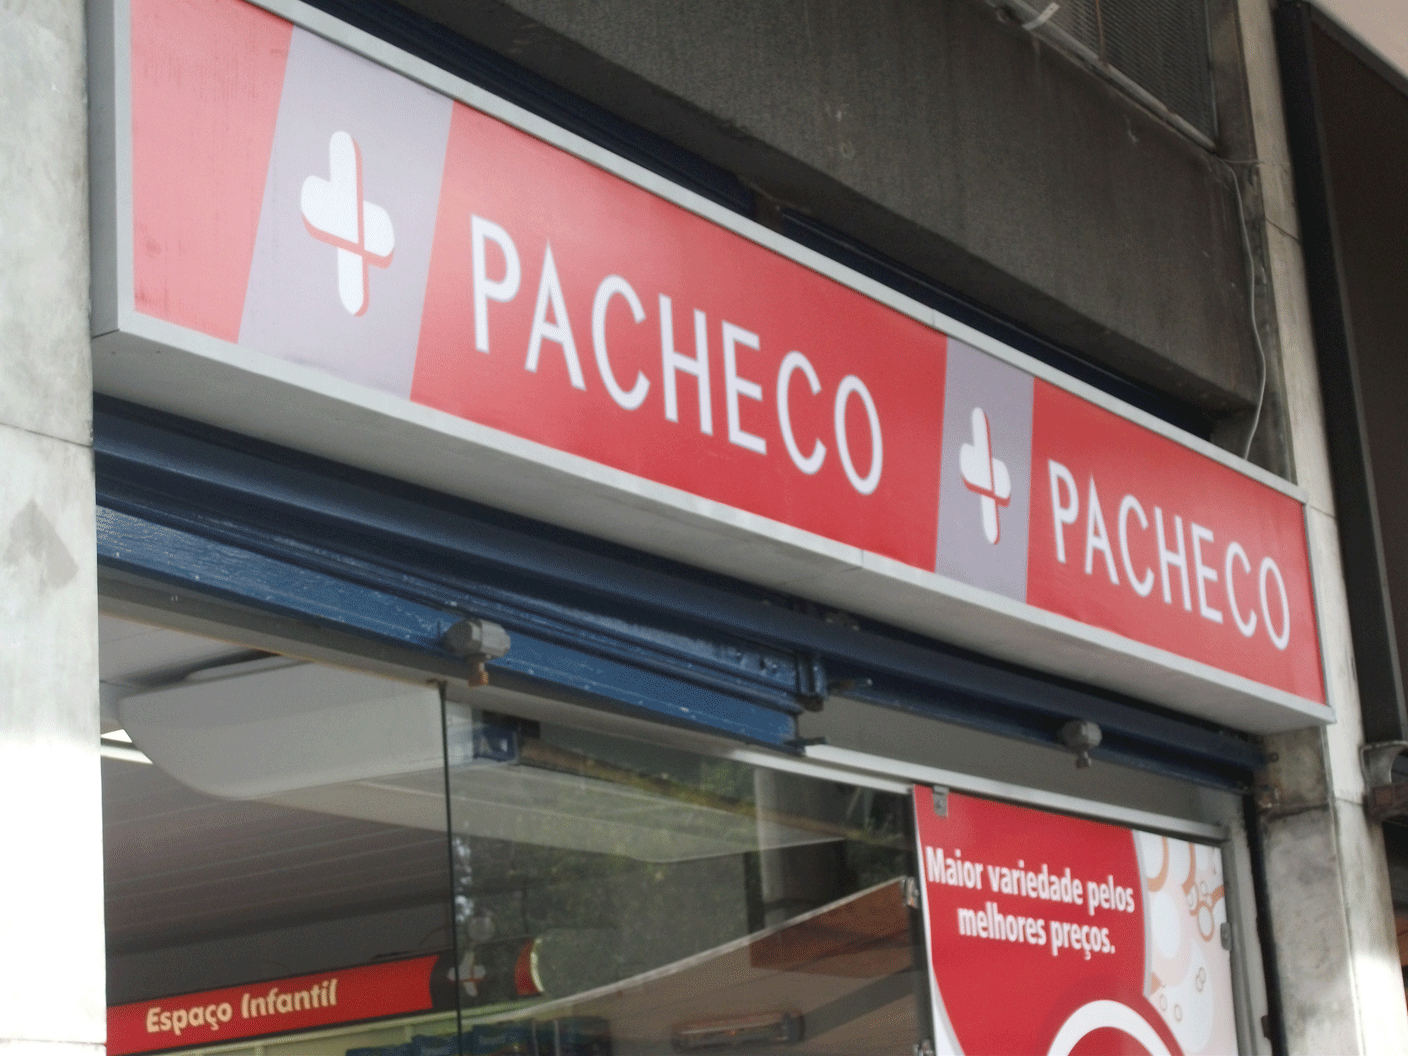 PACHECO
PACHECO
Maior variedade pelos
melhores preços.
Espaço Infantil